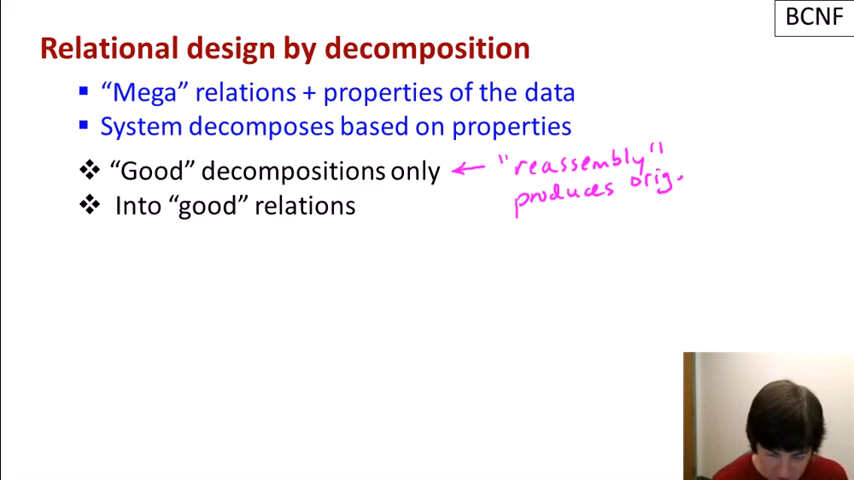 BCNF
Relational design by decomposition
▪ “Mega” relations + properties of the data
▪ System decomposes based on properties
❖ “Good” decompositions only ← "reassembly"
produces orig.
❖ Into “good” relations